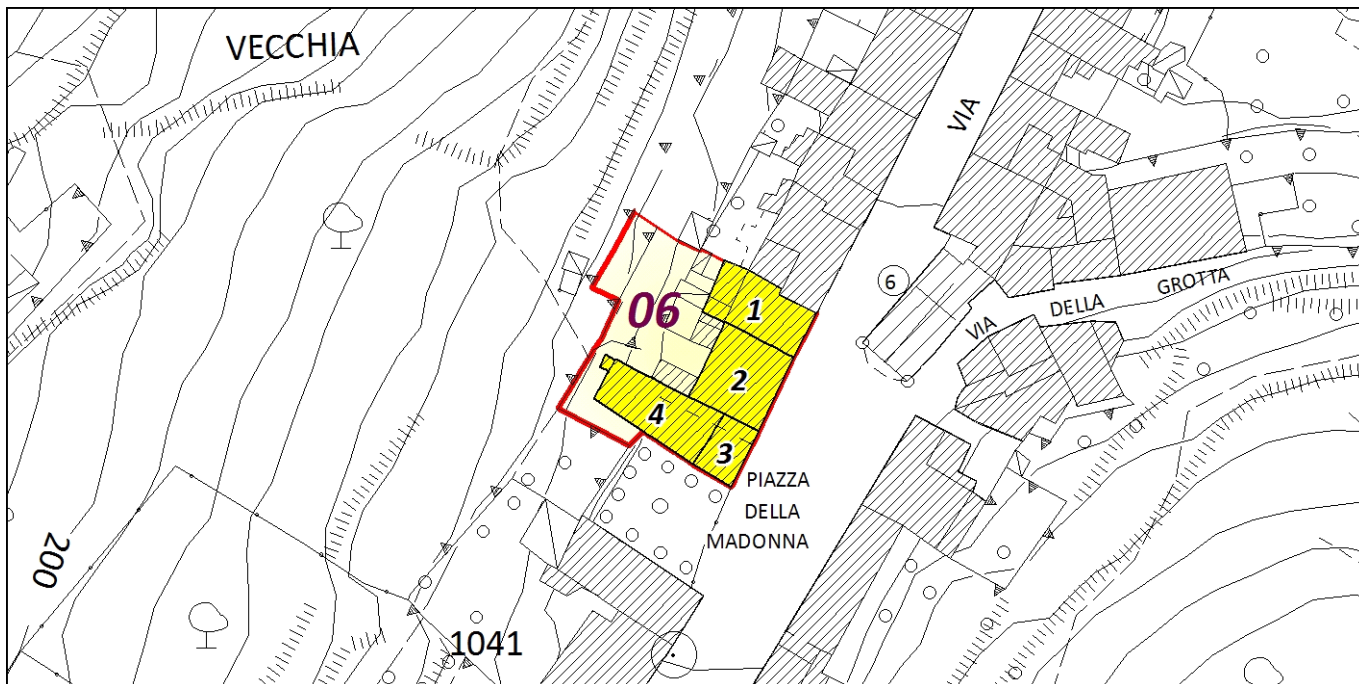 VECCHIA
VIA
06
1
2
4
3
6
VIA DELLA GROTTA
PIAZZA
DELLA
MADONNA
200
1041